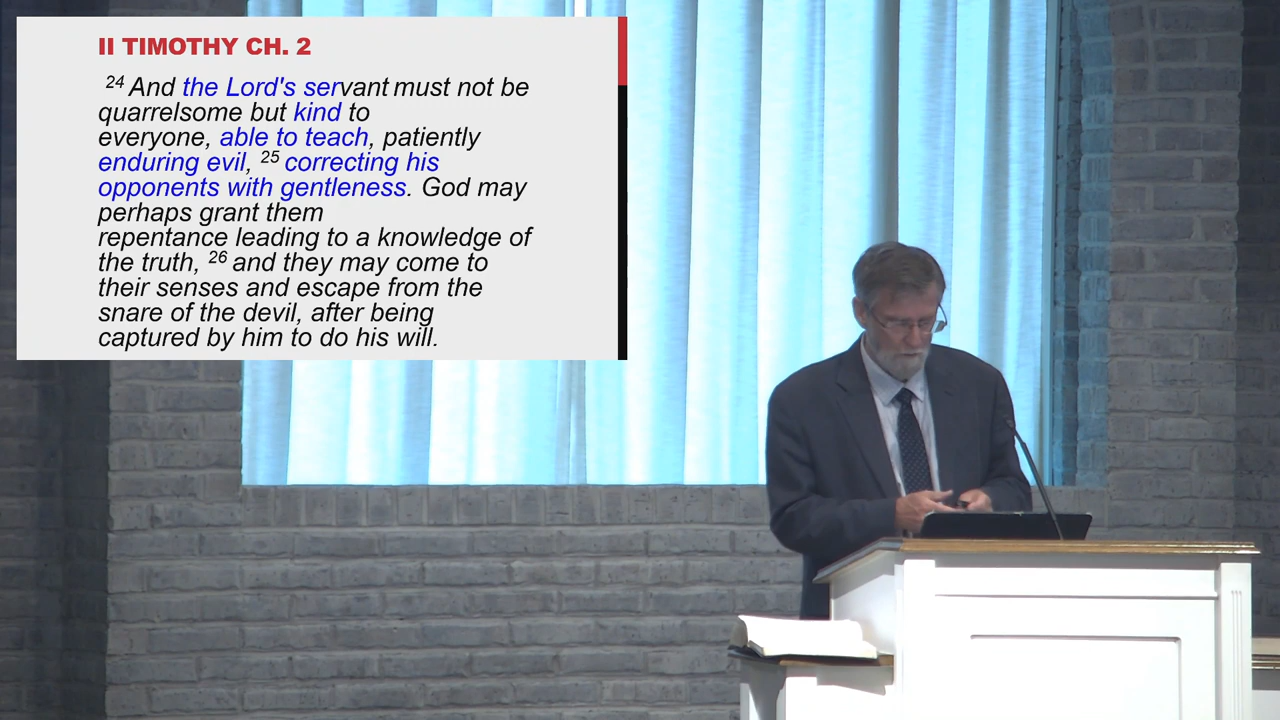 II TIMOTHY CH. 2
24 And the Lord's servant must not be
quarrelsome but kind to
everyone, able to teach, patiently
enduring evil, 25 correcting his
opponents with gentleness. God may
perhaps grant them
repentance leading to a knowledge of
the truth, 26 and they may come to
their senses and escape from the
snare of the devil, after being
captured by him to do his will.